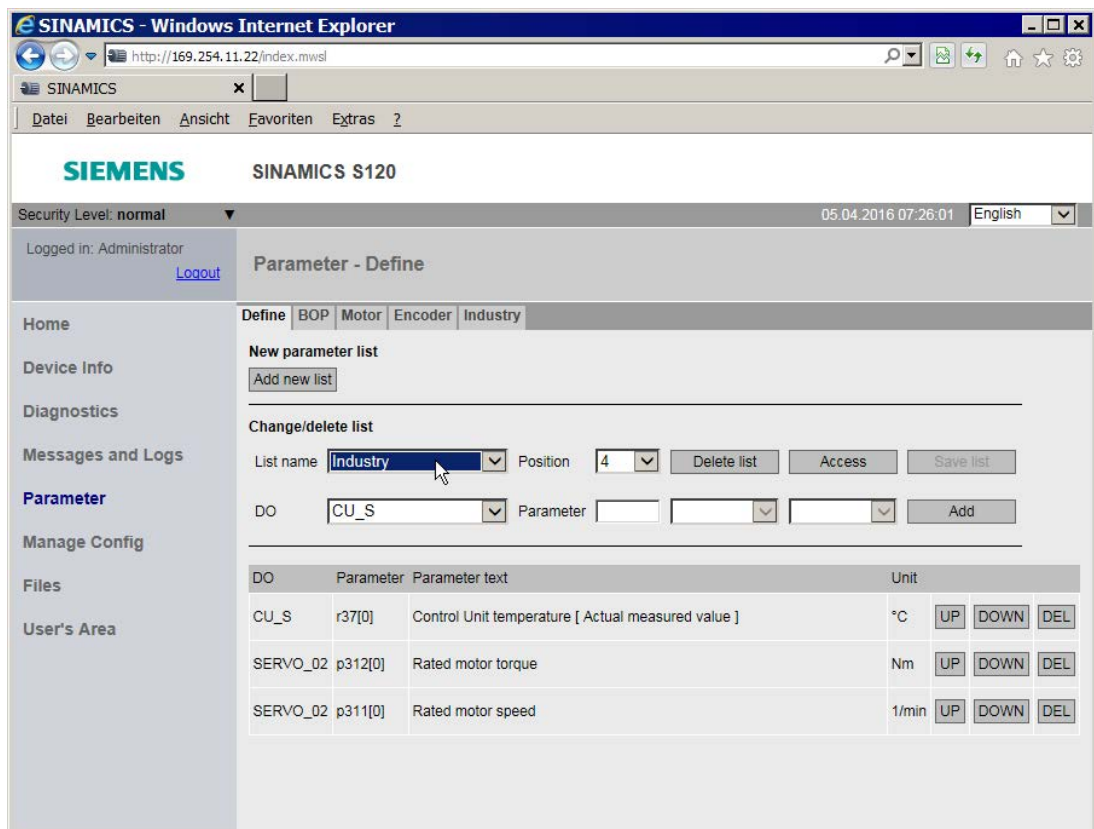 SINAMICS - Windows Internet Explorer
http://169.254.11.22/index.mwsl
SINAMICS x
Datei Bearbeiten Ansicht Favoriten Extras ?
SIEMENS SINAMICS S120
Security Level: normal 05.04.2016 07:26:01 English
Logged in: Administrator
Logout
Parameter - Define
Home
Device Info
Diagnostics
Messages and Logs
Parameter
Manage Config
Files
User's Area
Define BOP Motor Encoder Industry
New parameter list
Add new list
Change/delete list
List name Industry Position 4 Delete list Access Save list
DO CU_S Parameter Add
DO Parameter Parameter text Unit
CU_S r37[0] Control Unit temperature [ Actual measured value ] °C UP DOWN DEL
SERVO_02 p312[0] Rated motor torque Nm UP DOWN DEL
SERVO_02 p311[0] Rated motor speed 1/min UP DOWN DEL